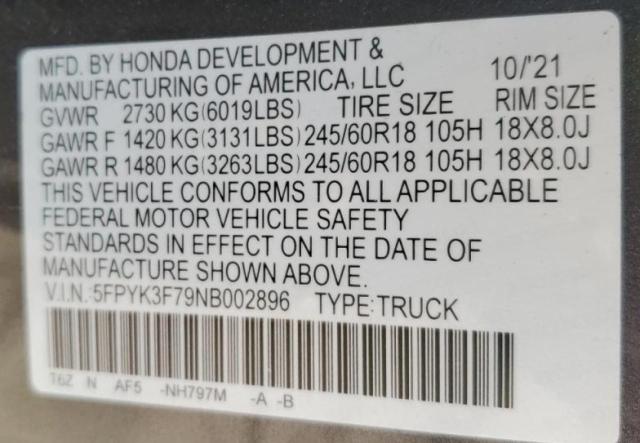 MFD. BY HONDA DEVELOPMENT &
MANUFACTURING OF AMERICA, LLC 10/'21
GVWR 2730 KG(6019LBS) TIRE SIZE RIM SIZE
GAWR F 1420 KG(3131LBS) 245/60R18 105H 18X8.0J
GAWR R 1480 KG(3263LBS) 245/60R18 105H 18X8.0J
THIS VEHICLE CONFORMS TO ALL APPLICABLE
FEDERAL MOTOR VEHICLE SAFETY
STANDARDS IN EFFECT ON THE DATE OF
MANUFACTURE SHOWN ABOVE.
V.I.N.:5FPYK3F79NB002896 TYPE:TRUCK
T6Z N AF5 -NH797M -A -B